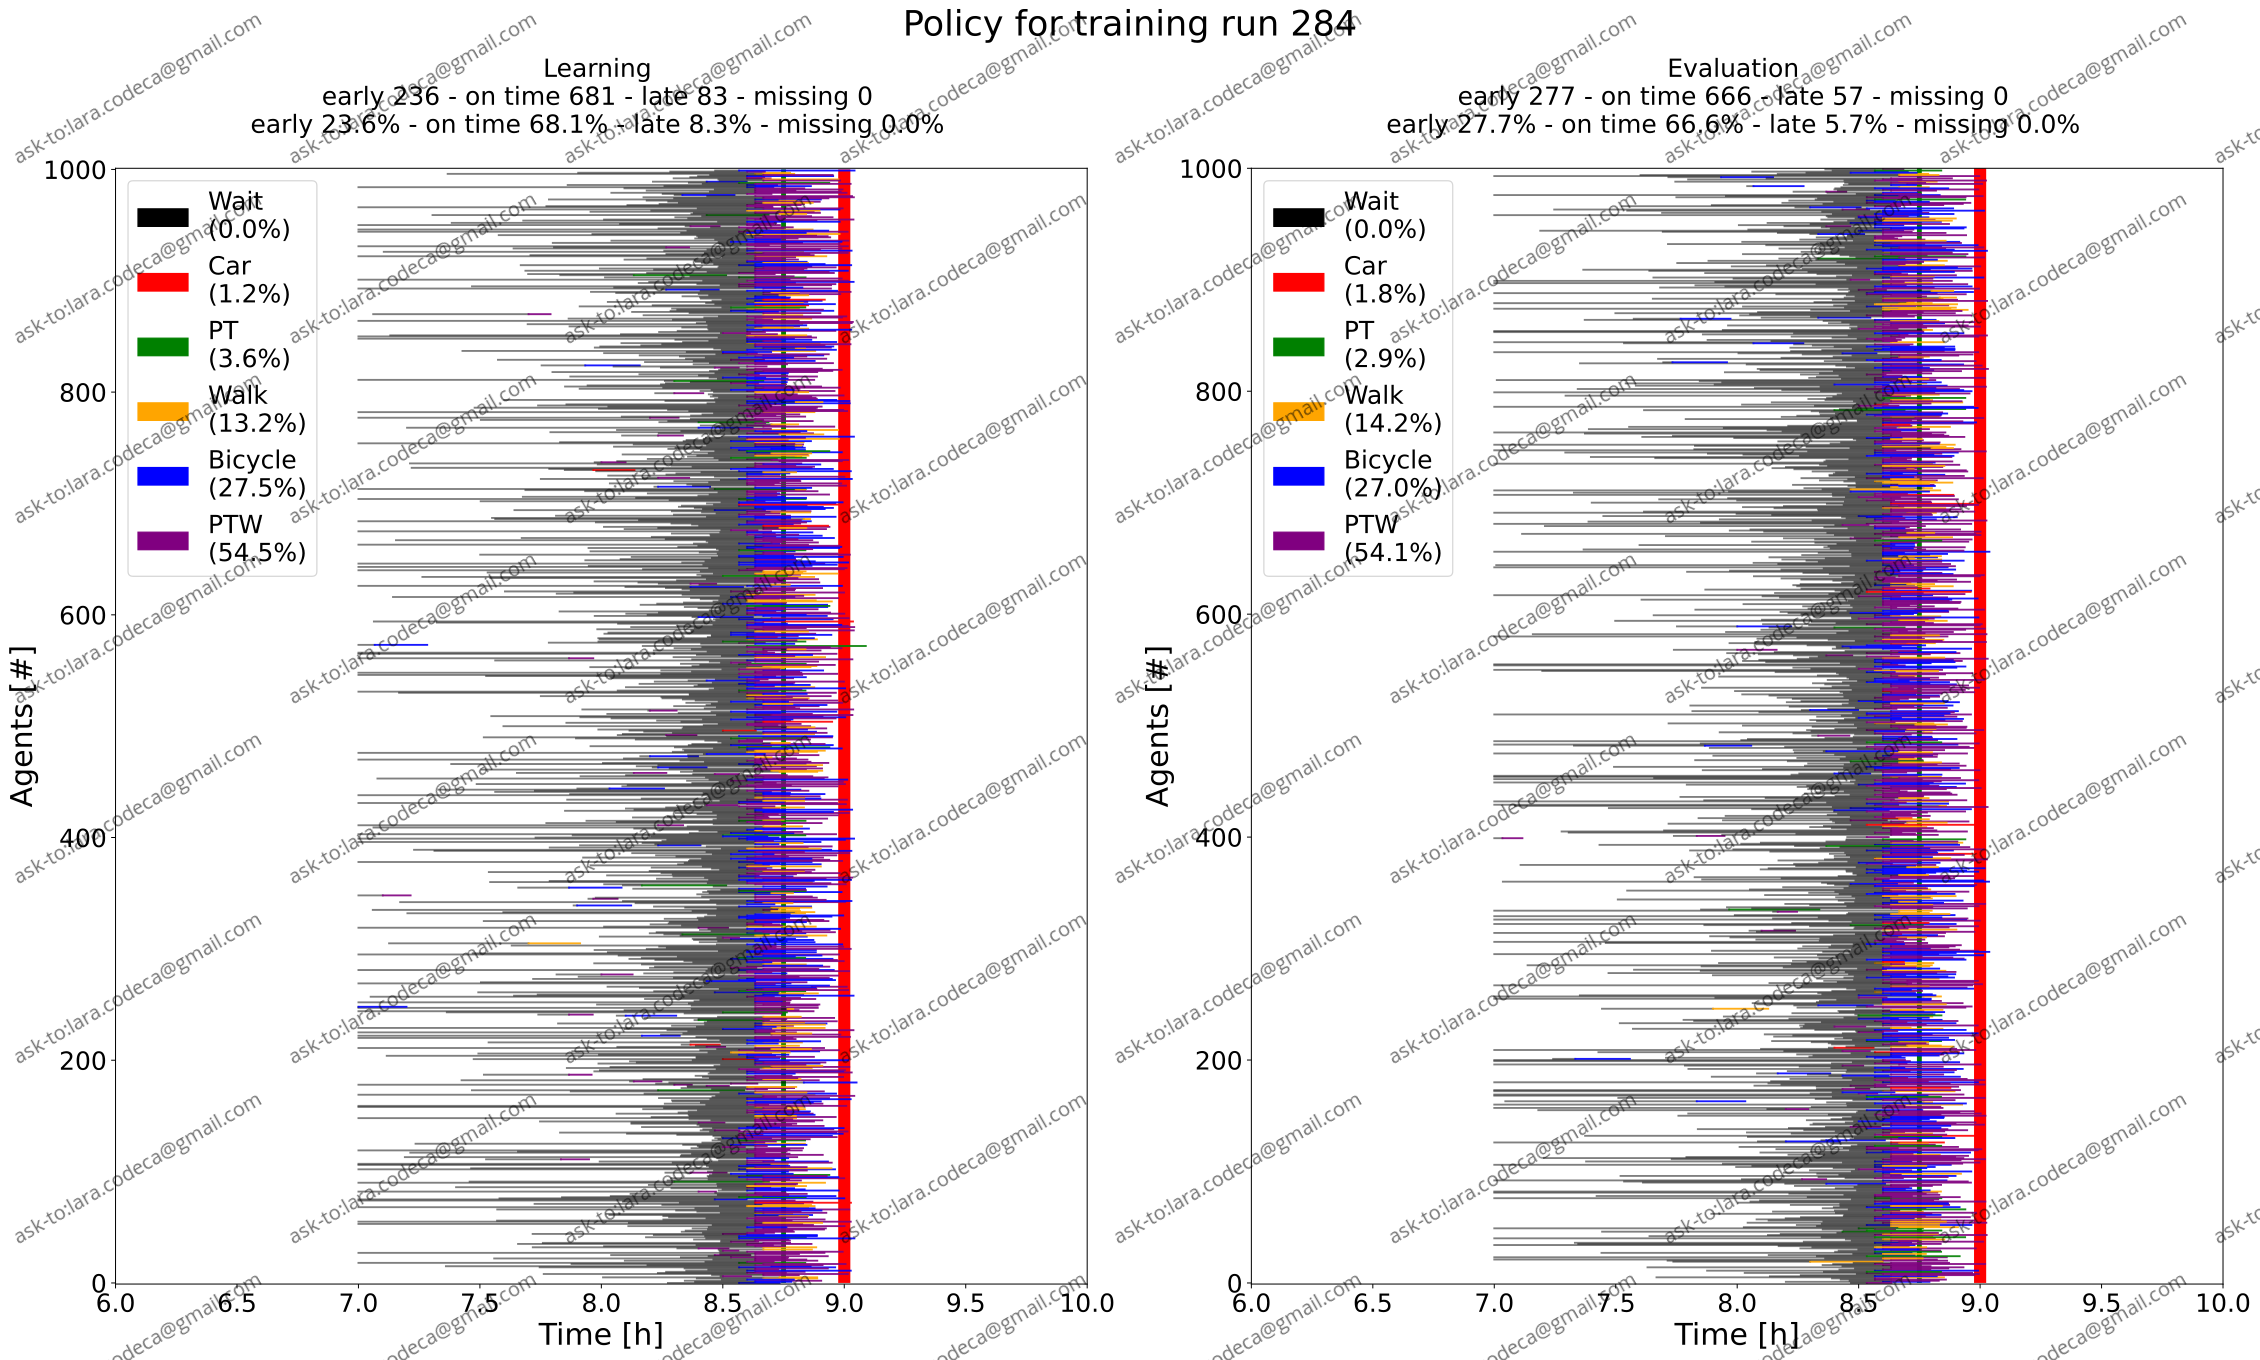 Policy for training run 284
Learning
early 236 - on time 681 - late 83 - missing 0
early 23.6% - on time 68.1% - late 8.3% - missing 0.0%
Evaluation
early 277 - on time 666 - late 57 - missing 0
early 27.7% - on time 66.6% - late 5.7% - missing 0.0%
Agents [#]
1000
800
600
400
200
0
Wait
(0.0%)
Car
(1.2%)
PT
(3.6%)
Walk
(13.2%)
Bicycle
(27.5%)
PTW
(54.5%)
6.0 6.5 7.0 7.5 8.0 8.5 9.0 9.5 10.0
Time [h]
Agents [#]
1000
800
600
400
200
0
Wait
(0.0%)
Car
(1.8%)
PT
(2.9%)
Walk
(14.2%)
Bicycle
(27.0%)
PTW
(54.1%)
6.0 6.5 7.0 7.5 8.0 8.5 9.0 9.5 10.0
Time [h]
ask-to:lara.codeca@gmail.com